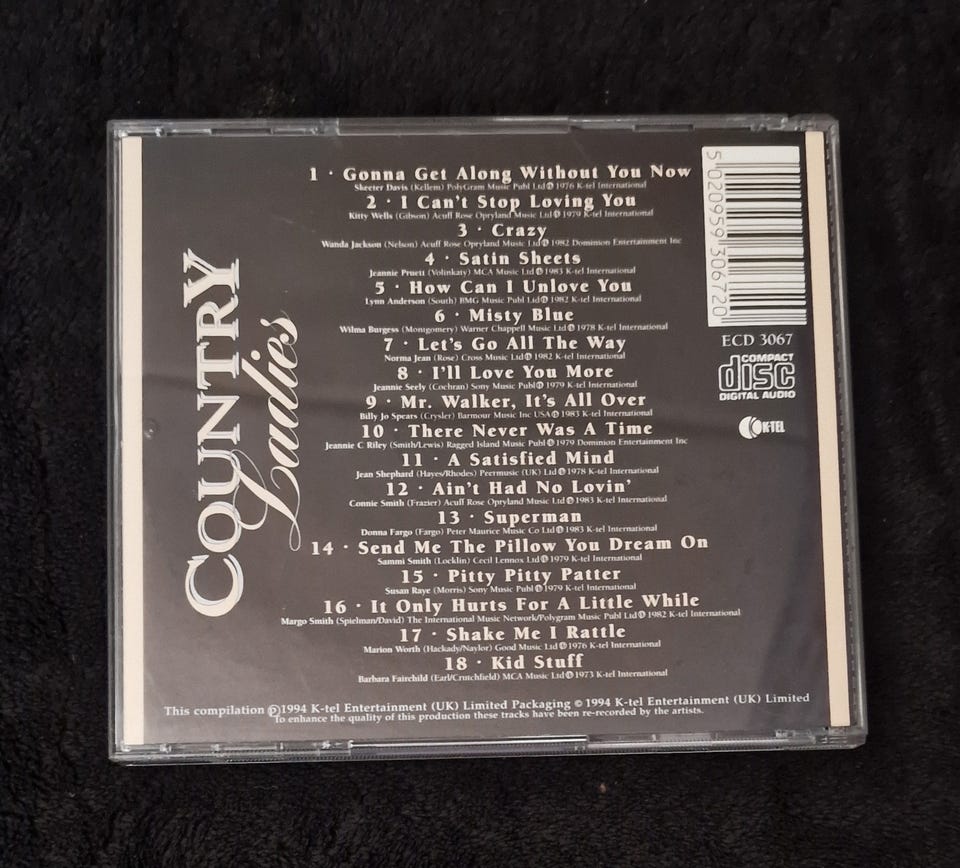 COUNTRY
Ladies
1 · Gonna Get Along Without You Now
Skeeter Davis (Kellem) PolyGram Music Publ Ltd ℗ 1976 K-tel International
2 · I Can't Stop Loving You
Kitty Wells (Gibson) Acuff Rose Opryland Music Ltd ℗ 1979 K-tel International
3 · Crazy
Wanda Jackson (Nelson) Acuff Rose Opryland Music Ltd ℗ 1982 Dominion Entertainment Inc
4 · Satin Sheets
Jeannie Pruett (Volinkaty) MCA Music Ltd ℗ 1983 K-tel International
5 · How Can I Unlove You
Lynn Anderson (South) BMG Music Publ Ltd ℗ 1982 K-tel International
6 · Misty Blue
Wilma Burgess (Montgomery) Warner Chappell Music Ltd ℗ 1978 K-tel International
7 · Let's Go All The Way
Norma Jean (Rose) Cross Music Ltd ℗ 1982 K-tel International
8 · I'll Love You More
Jeannie Seely (Cochran) Sony Music Publ ℗ 1979 K-tel International
9 · Mr. Walker, It's All Over
Billy Jo Spears (Crysler) Barmour Music Inc USA ℗ 1983 K-tel International
10 · There Never Was A Time
Jeannie C Riley (Smith/Lewis) Ragged Island Music Publ ℗ 1979 Dominion Entertainment Inc
11 · A Satisfied Mind
Jean Shephard (Hayes/Rhodes) Peermusic (UK) Ltd ℗ 1978 K-tel International
12 · Ain't Had No Lovin'
Connie Smith (Frazier) Acuff Rose Opryland Music Ltd ℗ 1983 K-tel International
13 · Superman
Donna Fargo (Fargo) Peter Maurice Music Co Ltd ℗ 1983 K-tel International
14 · Send Me The Pillow You Dream On
Sammi Smith (Locklin) Cecil Lennox Ltd ℗ 1979 K-tel International
15 · Pitty Pitty Patter
Susan Raye (Morris) Sony Music Publ ℗ 1979 K-tel International
16 · It Only Hurts For A Little While
Margo Smith (Spielman/David) The International Music Network/Polygram Music Publ Ltd ℗ 1982 K-tel International
17 · Shake Me I Rattle
Marion Worth (Hackady/Naylor) Good Music Ltd ℗ 1976 K-tel International
18 · Kid Stuff
Barbara Fairchild (Earl/Crutchfield) MCA Music Ltd ℗ 1973 K-tel International
This compilation ℗ 1994 K-tel Entertainment (UK) Limited Packaging © 1994 K-tel Entertainment (UK) Limited
To enhance the quality of this production these tracks have been re-recorded by the artists.
5 020959 306720
ECD 3067
COMPACT
disc
DIGITAL AUDIO
K-TEL